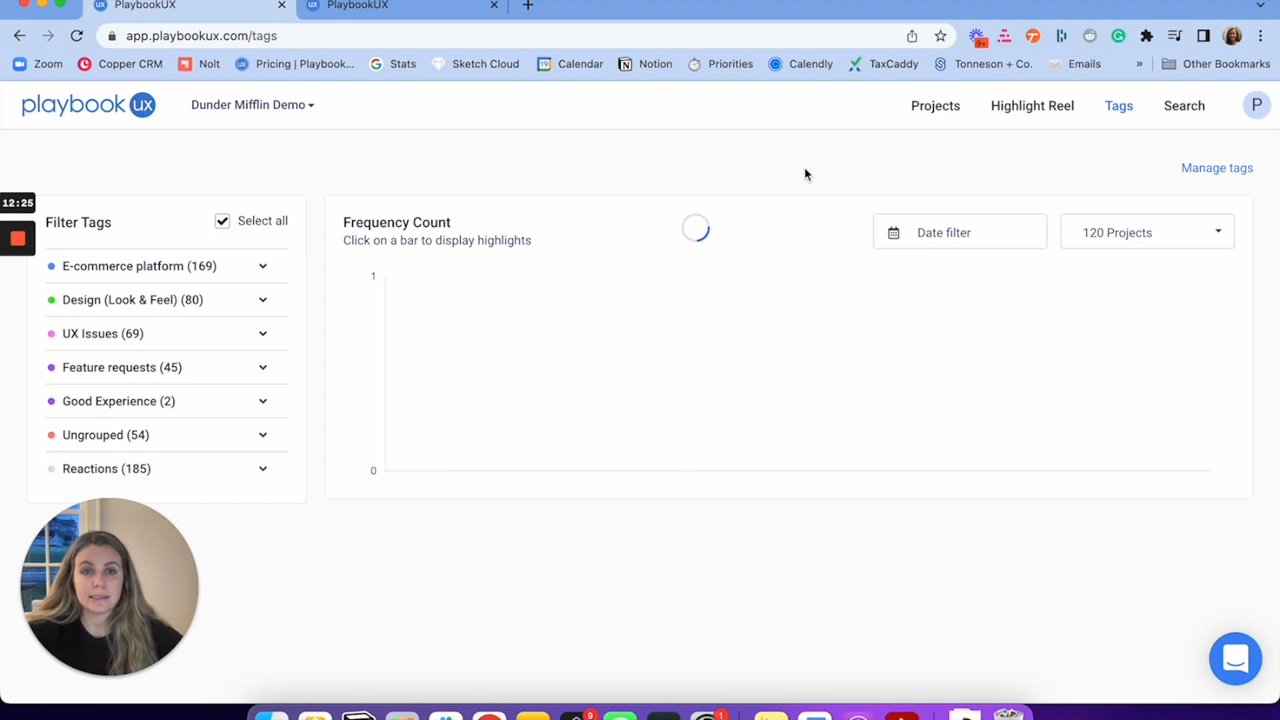 PlaybookUX
PlaybookUX
app.playbookux.com/tags
9+
Zoom
Copper CRM
Nolt
Pricing | Playbook...
Stats
Sketch Cloud
Calendar
Notion
Priorities
Calendly
TaxCaddy
Tonneson + Co.
Emails
»
Other Bookmarks
playbook ux
Dunder Mifflin Demo
Projects
Highlight Reel
Tags
Search
P
Manage tags
12:25
Filter Tags
Select all
E-commerce platform (169)
Design (Look & Feel) (80)
UX Issues (69)
Feature requests (45)
Good Experience (2)
Ungrouped (54)
Reactions (185)
Frequency Count
Click on a bar to display highlights
Date filter
120 Projects
1
0
9
1